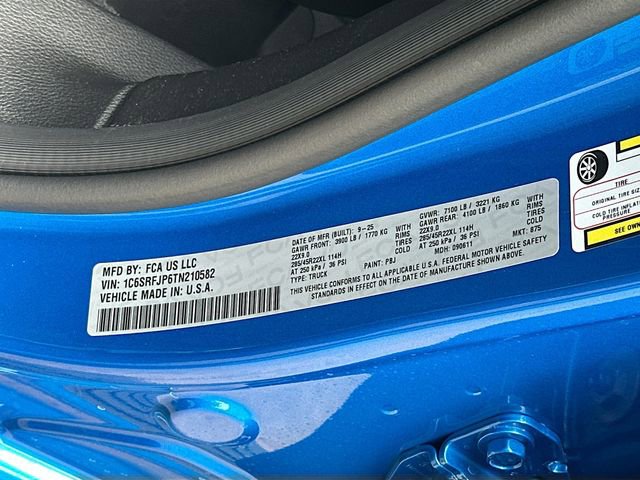 MFD BY: FCA US LLC
VIN: 1C6SRFJP6TN210582
VEHICLE MADE IN: U.S.A.
DATE OF MFR (BUILT): 9-25 GVWR: 7100 LB / 3221 KG
GAWR FRONT: 3900 LB / 1770 KG WITH GAWR REAR: 4100 LB / 1860 KG WITH
22X9.0 RIMS 22X9.0 RIMS
285/45R22XL 114H TIRES 285/45R22XL 114H TIRES
AT 250 kPa / 36 PSI COLD AT 250 kPa / 36 PSI COLD
THIS VEHICLE CONFORMS TO ALL APPLICABLE U.S.A. FEDERAL MOTOR VEHICLE SAFETY STANDARDS IN EFFECT ON THE DATE OF MANUFACTURE SHOWN ABOVE.
TYPE: TRUCK PAINT: PBJ MDH: 090611 MKT: 875
TIRE
ORIGINAL TIRE SIZE
COLD TIRE INFLAT
PRESSURE